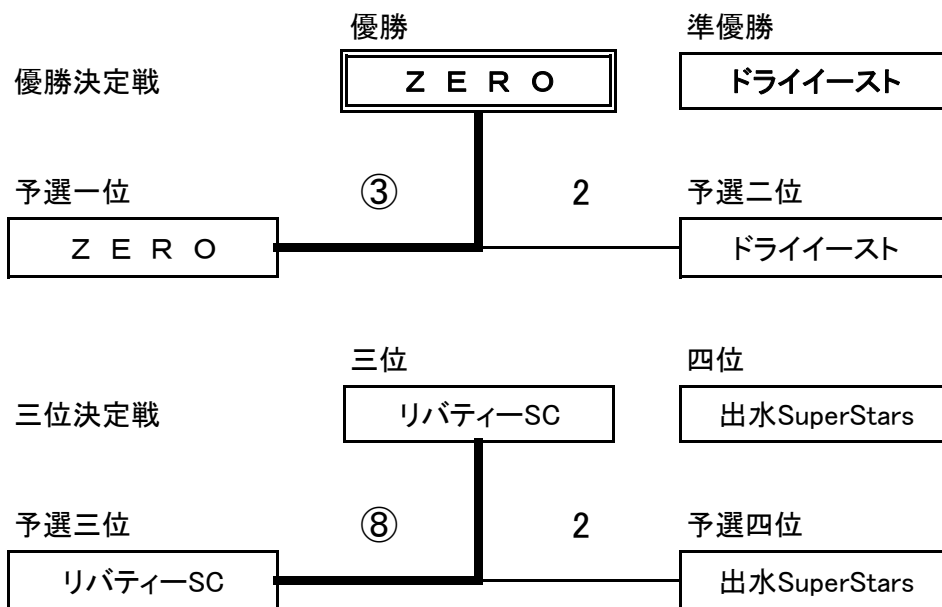 優勝 準優勝
優勝決定戦 ＺＥＲＯ ドライイースト
予選一位 ③ 2 予選二位
ＺＥＲＯ ドライイースト
三位 四位
三位決定戦 リバティーSC 出水SuperStars
予選三位 ⑧ 2 予選四位
リバティーSC 出水SuperStars